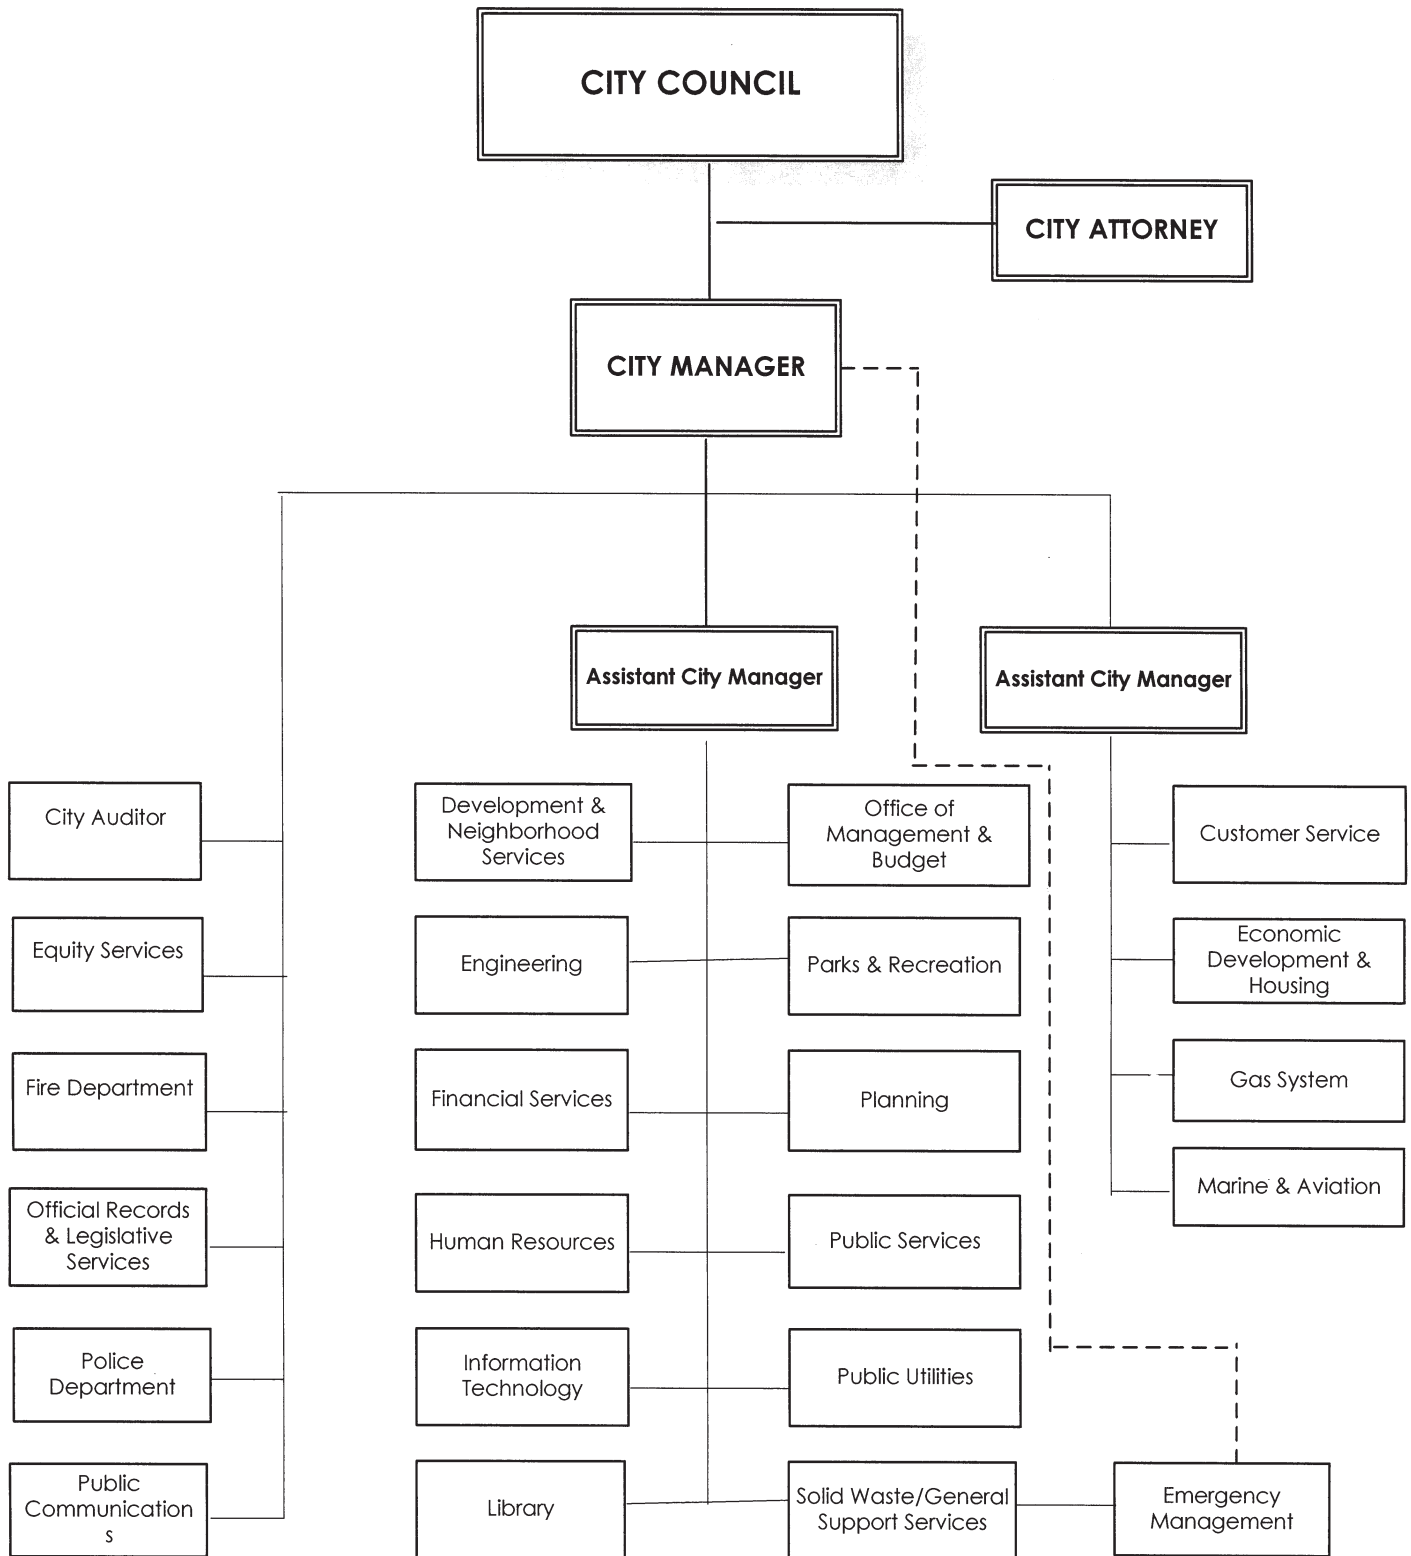 CITY COUNCIL
CITY ATTORNEY
CITY MANAGER
Assistant City Manager
Assistant City Manager
City Auditor
Equity Services
Fire Department
Official Records
& Legislative
Services
Police
Department
Public
Communication
s
Development &
Neighborhood
Services
Engineering
Financial Services
Human Resources
Information
Technology
Library
Office of
Management &
Budget
Parks & Recreation
Planning
Public Services
Public Utilities
Solid Waste/General
Support Services
Customer Service
Economic
Development &
Housing
Gas System
Marine & Aviation
Emergency
Management